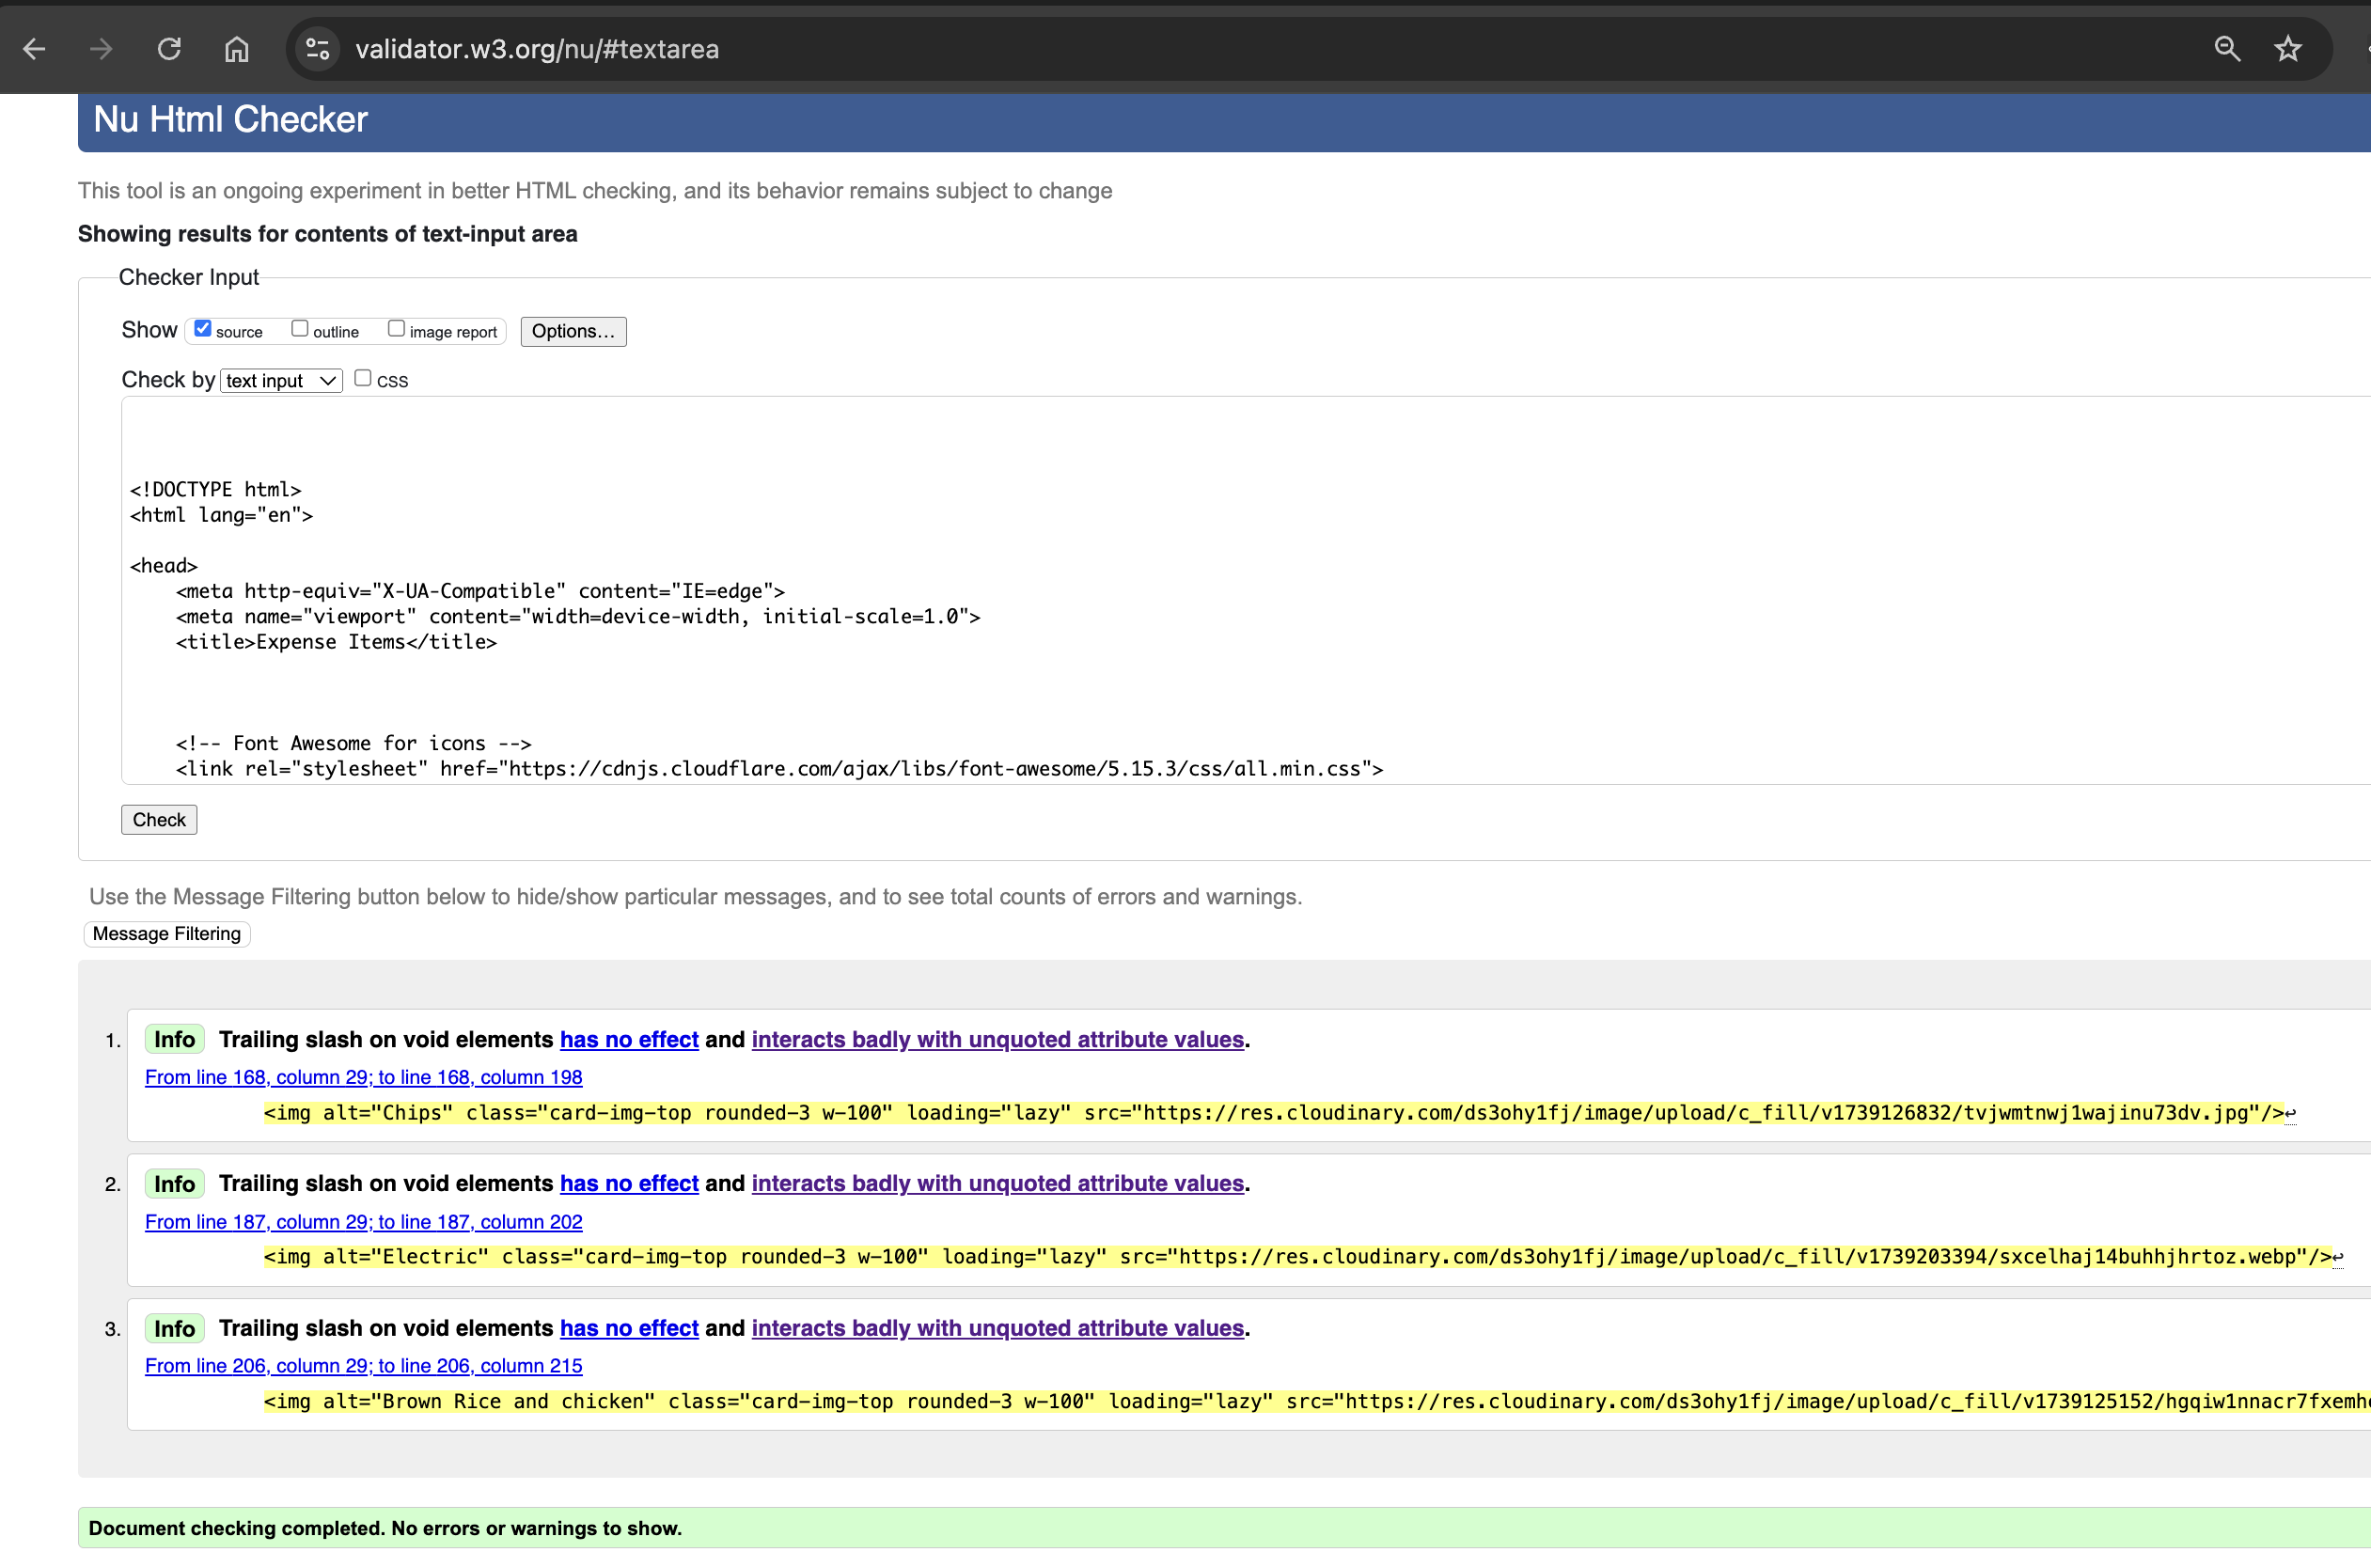 validator.w3.org/nu/#textarea
Nu Html Checker
This tool is an ongoing experiment in better HTML checking, and its behavior remains subject to change
Showing results for contents of text-input area
Checker Input
Show source outline image report Options...
Check by text input CSS
<!DOCTYPE html>
<html lang="en">
<head>
<meta http-equiv="X-UA-Compatible" content="IE=edge">
<meta name="viewport" content="width=device-width, initial-scale=1.0">
<title>Expense Items</title>
<!-- Font Awesome for icons -->
<link rel="stylesheet" href="https://cdnjs.cloudflare.com/ajax/libs/font-awesome/5.15.3/css/all.min.css">
Check
Use the Message Filtering button below to hide/show particular messages, and to see total counts of errors and warnings.
Message Filtering
1. Info Trailing slash on void elements has no effect and interacts badly with unquoted attribute values.
From line 168, column 29; to line 168, column 198
<img alt="Chips" class="card-img-top rounded-3 w-100" loading="lazy" src="https://res.cloudinary.com/ds3ohy1fj/image/upload/c_fill/v1739126832/tvjwmtnwj1wajinu73dv.jpg"/>↩
2. Info Trailing slash on void elements has no effect and interacts badly with unquoted attribute values.
From line 187, column 29; to line 187, column 202
<img alt="Electric" class="card-img-top rounded-3 w-100" loading="lazy" src="https://res.cloudinary.com/ds3ohy1fj/image/upload/c_fill/v1739203394/sxcelhaj14buhhjhrtoz.webp"/>↩
3. Info Trailing slash on void elements has no effect and interacts badly with unquoted attribute values.
From line 206, column 29; to line 206, column 215
<img alt="Brown Rice and chicken" class="card-img-top rounded-3 w-100" loading="lazy" src="https://res.cloudinary.com/ds3ohy1fj/image/upload/c_fill/v1739125152/hgqiw1nnacr7fxemh
Document checking completed. No errors or warnings to show.